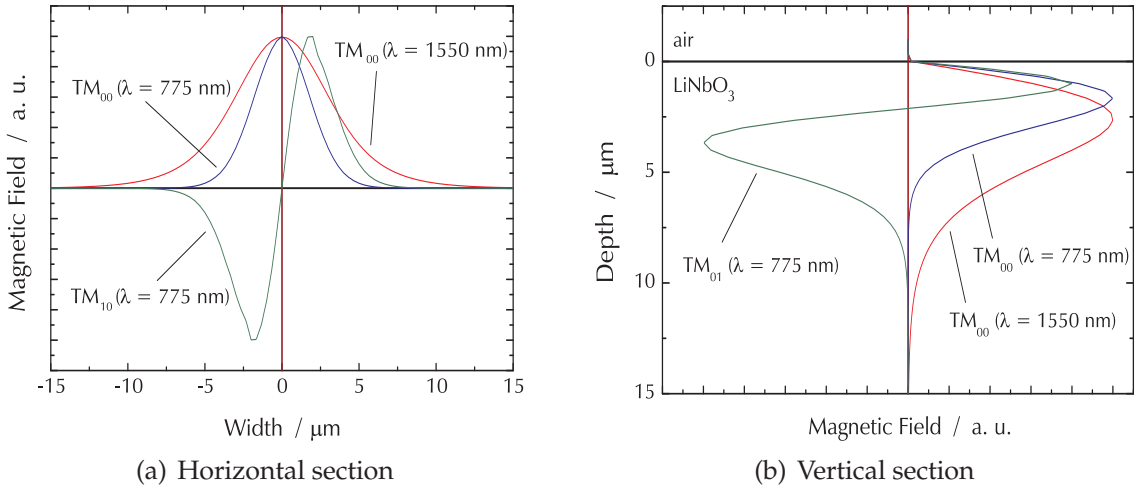 Magnetic Field / a. u.
TM₀₀ (λ = 1550 nm)
TM₀₀ (λ = 775 nm)
TM₁₀ (λ = 775 nm)
-15 -10 -5 0 5 10 15
Width / μm
(a) Horizontal section
Depth / μm
0
5
10
15
air
LiNbO₃
TM₀₁ (λ = 775 nm)
TM₀₀ (λ = 775 nm)
TM₀₀ (λ = 1550 nm)
Magnetic Field / a. u.
(b) Vertical section